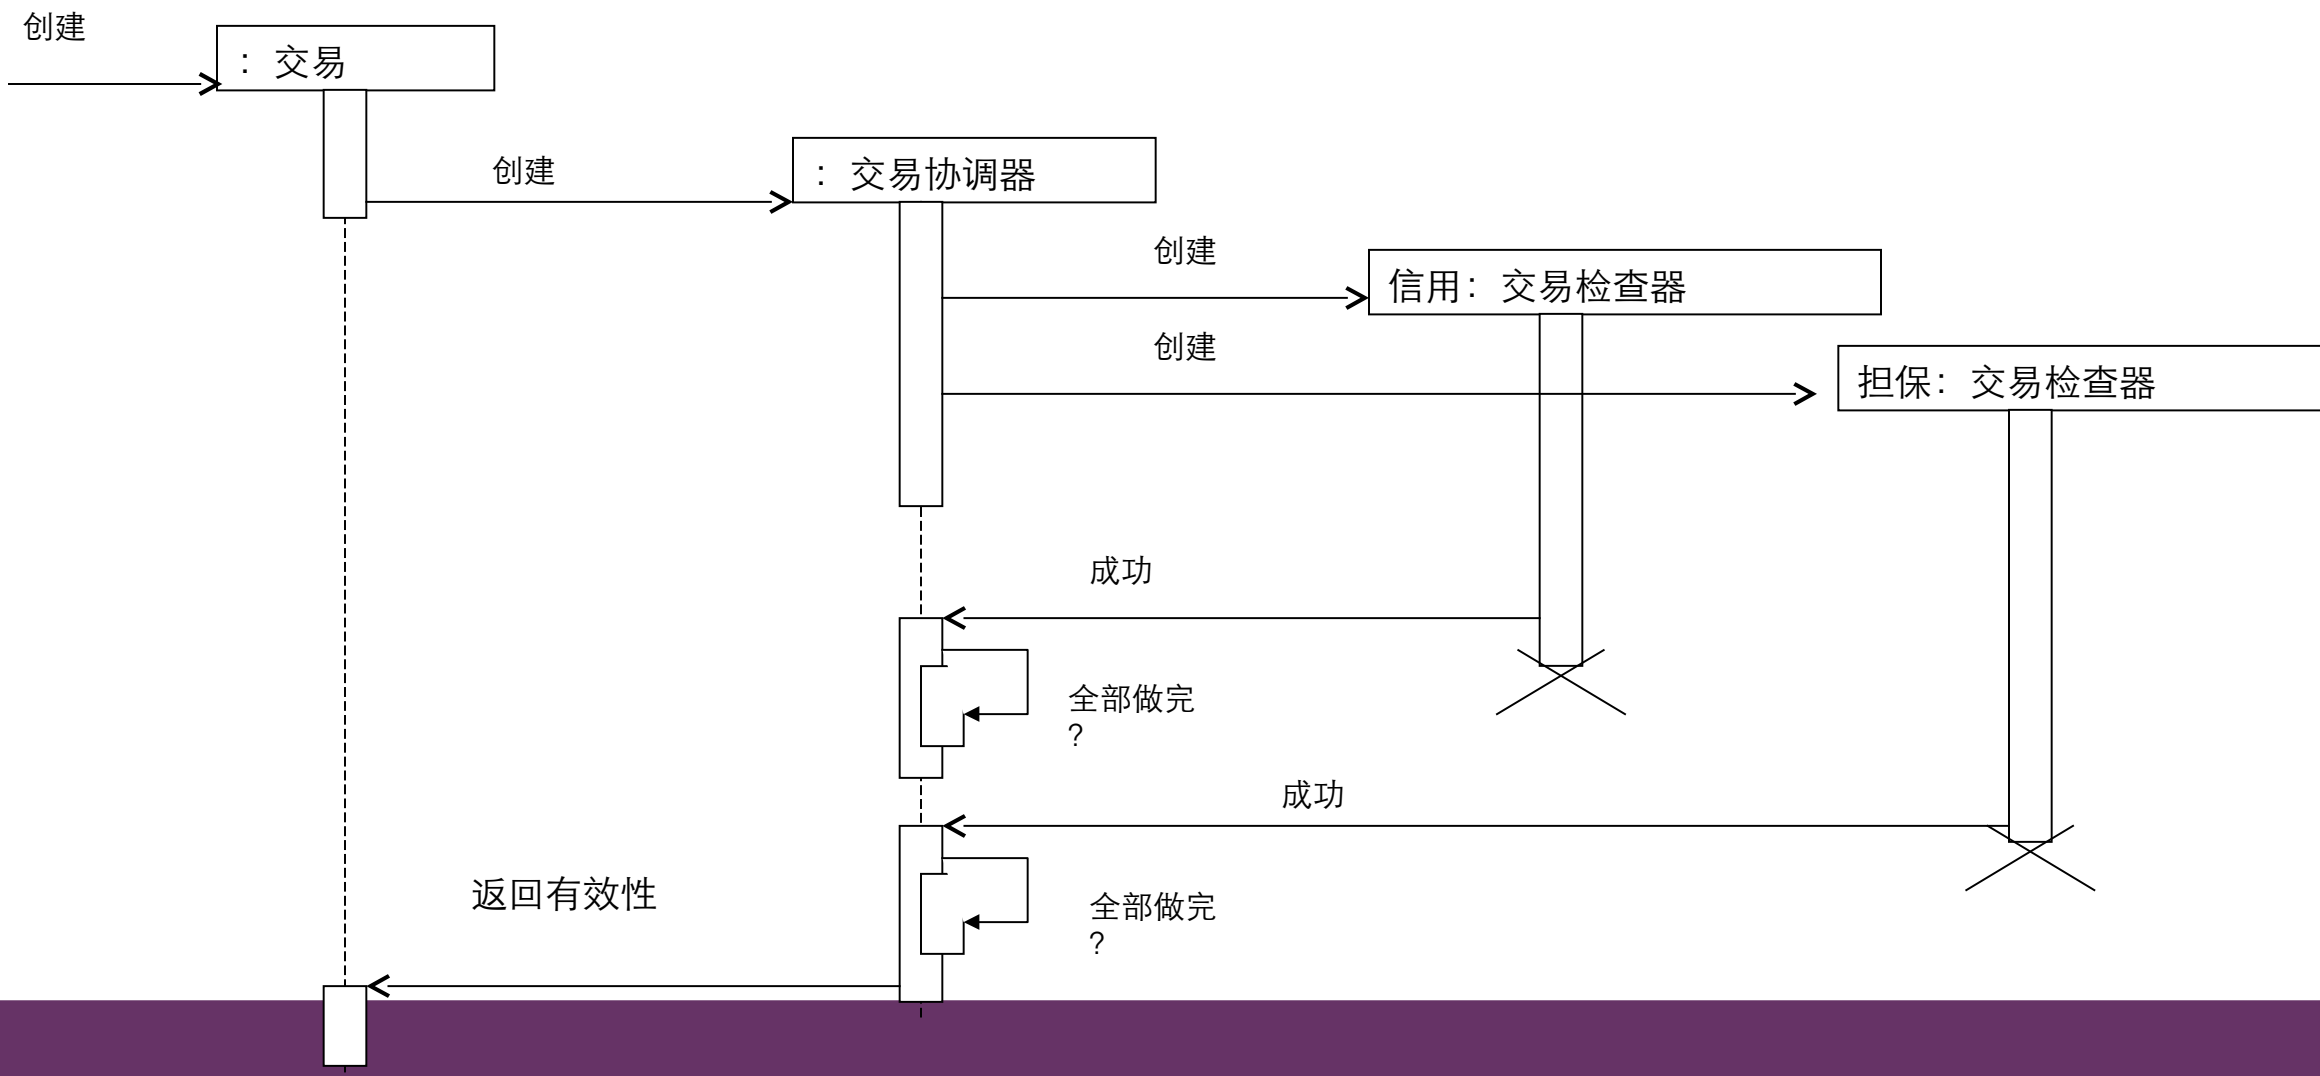 创建
：交易
创建
：交易协调器
创建
信用：交易检查器
创建
担保：交易检查器
成功
全部做完
？
成功
返回有效性
全部做完
？